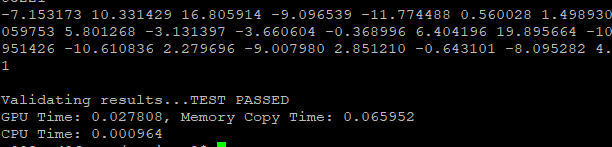 -7.153173 10.331429 16.805914 -9.096539 -11.774488 0.560028 1.498930
059753 5.801268 -3.131397 -3.660604 -0.368996 6.404196 19.895664 -10
951426 -10.610836 2.279696 -9.007980 2.851210 -0.643101 -8.095282 4.
1
Validating results...TEST PASSED
GPU Time: 0.027808, Memory Copy Time: 0.065952
CPU Time: 0.000964